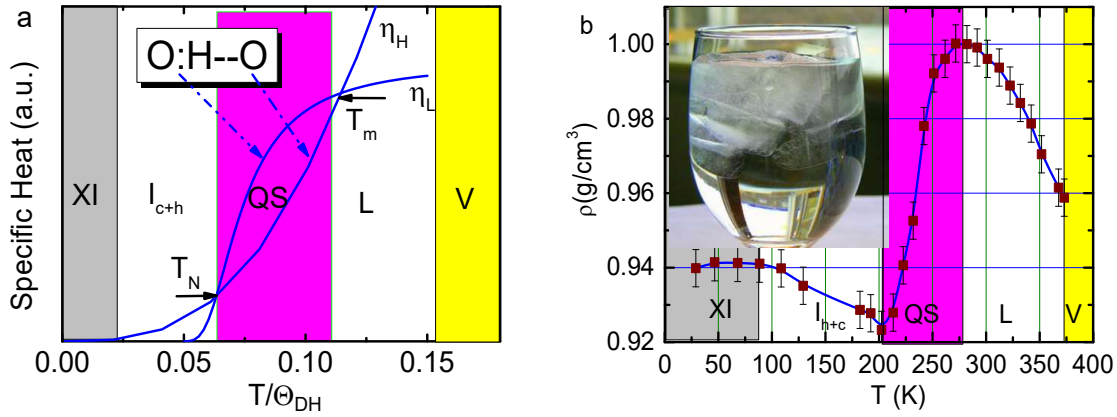 a
Specific Heat (a.u.)
O:H--O
η_H
η_L
T_m
T_N
XI
I_c+h
QS
L
V
0.00 0.05 0.10 0.15
T/Θ_DH
b
ρ(g/cm³)
1.00
0.98
0.96
0.94
0.92
XI
I_h+c
QS
L
V
0 50 100 150 200 250 300 350 400
T (K)